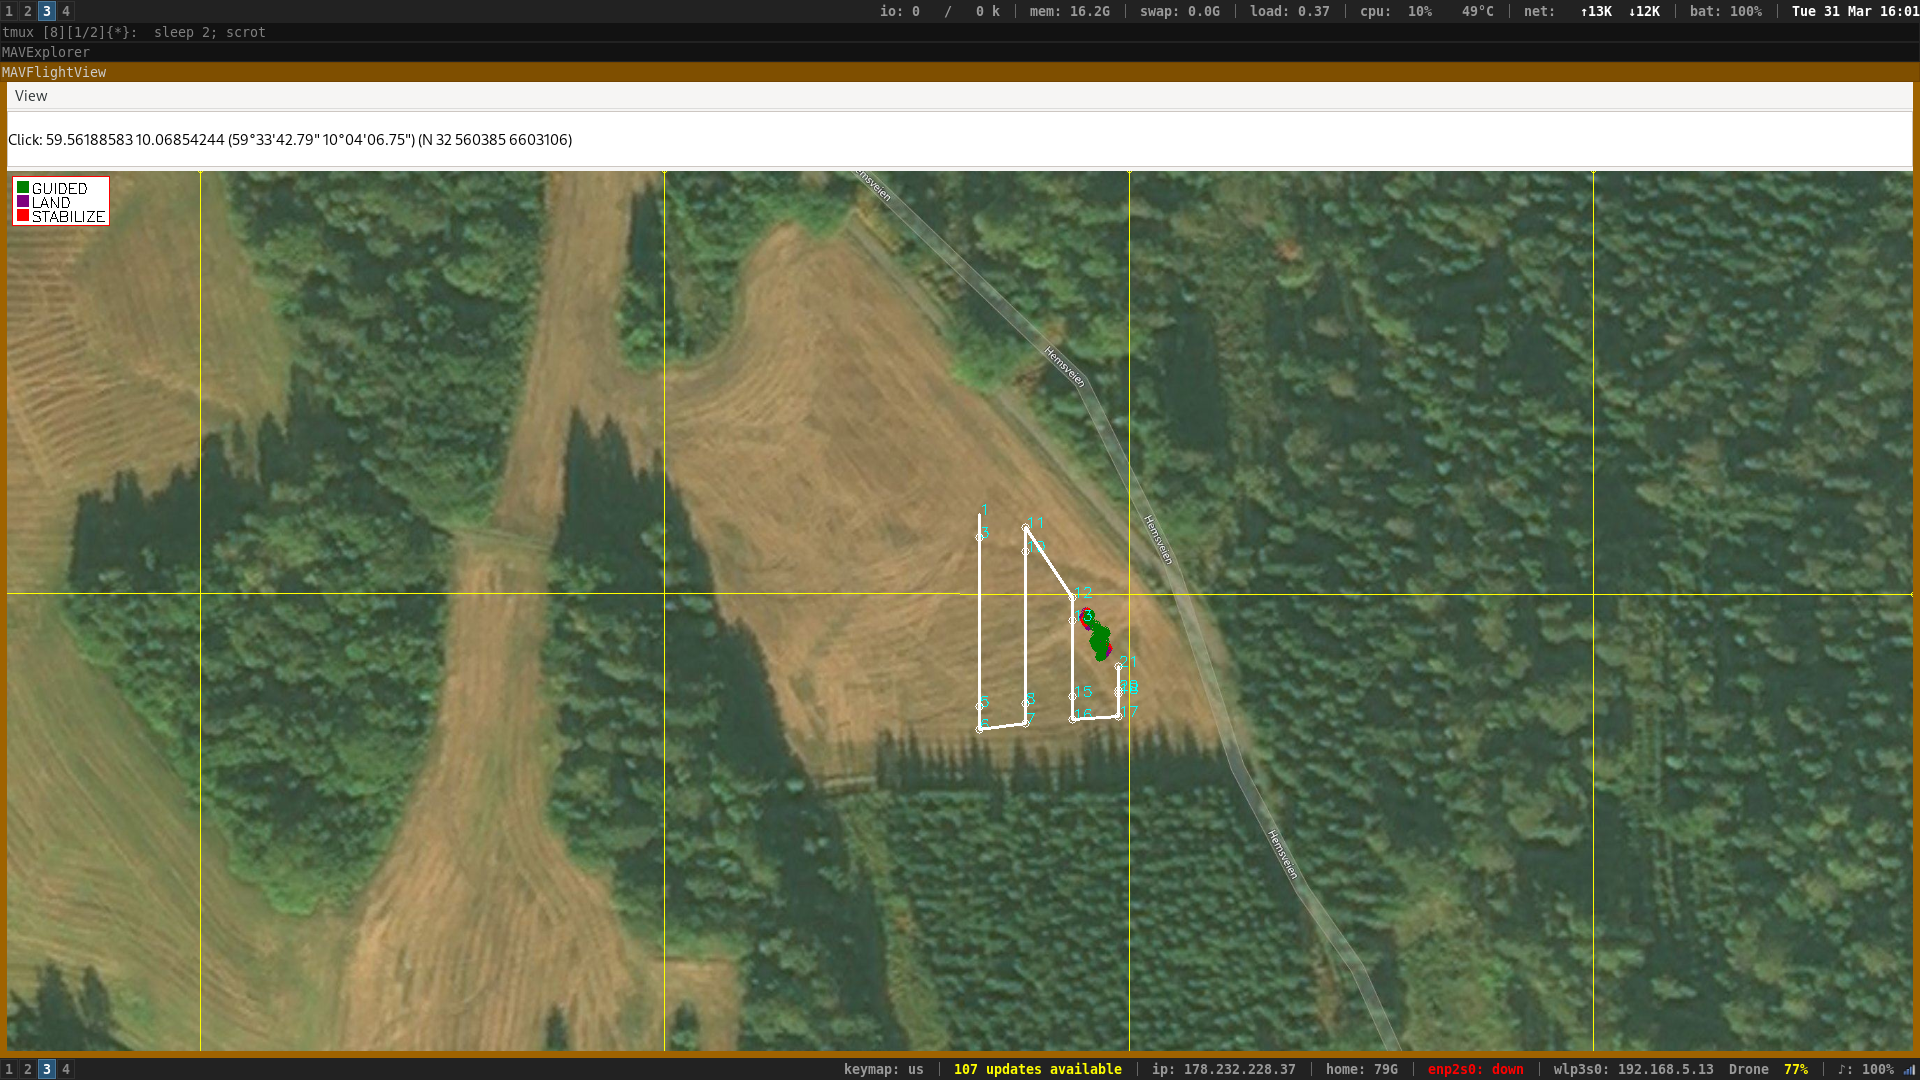 1 2 3 4 io: 0 / 0 k | mem: 16.2G | swap: 0.0G | load: 0.37 | cpu: 10% 49°C | net: ↑13K ↓12K | bat: 100% | Tue 31 Mar 16:01
tmux [8][1/2]{*}: sleep 2; scrot
MAVExplorer
MAVFlightView
View
Click: 59.56188583 10.06854244 (59°33'42.79" 10°04'06.75") (N 32 560385 6603106)
GUIDED
LAND
STABILIZE
Hemsveien
Hemsveien
Hemsveien
1
11
3
12
13
21
15
5
16
17
7
Hemsveien
1 2 3 4 keymap: us | 107 updates available | ip: 178.232.228.37 | home: 79G | enp2s0: down | wlp3s0: 192.168.5.13 Drone 77% | ♪: 100%